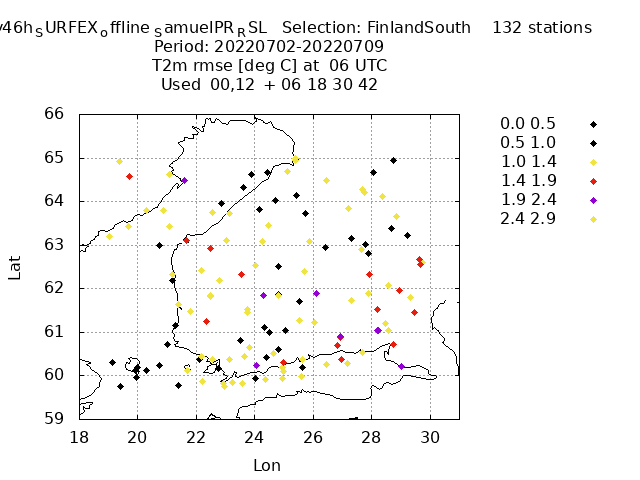 v46hSURFEXoffline SamuelPRRSL Selection: FinlandSouth 132 stations
Period: 20220702-20220709
T2m rmse [deg C] at 06 UTC
Used 00,12 + 06 18 30 42
66
65
64
63
62
61
60
59
Lat
18 20 22 24 26 28 30
Lon
0.0 0.5
0.5 1.0
1.0 1.4
1.4 1.9
1.9 2.4
2.4 2.9